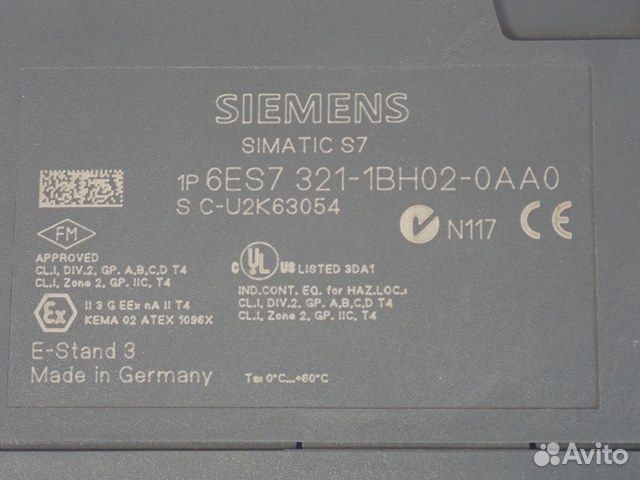 SIEMENS
SIMATIC S7
1P 6ES7 321-1BH02-0AA0
S C-U2K63054
N117 CE
FM
APPROVED
CL.I, DIV.2, GP. A,B,C,D T4
CL.I, Zone 2, GP. IIC, T4
C UL US LISTED 3DA1
IND.CONT. EQ. for HAZ.LOC.:
CL.I, DIV.2, GP. A,B,C,D T4
CL.I, Zone 2, GP. IIC, T4
Ex II 3 G EEx nA II T4
KEMA 02 ATEX 1096X
E-Stand 3
Made in Germany
Ta: 0°C...+60°C
Avito